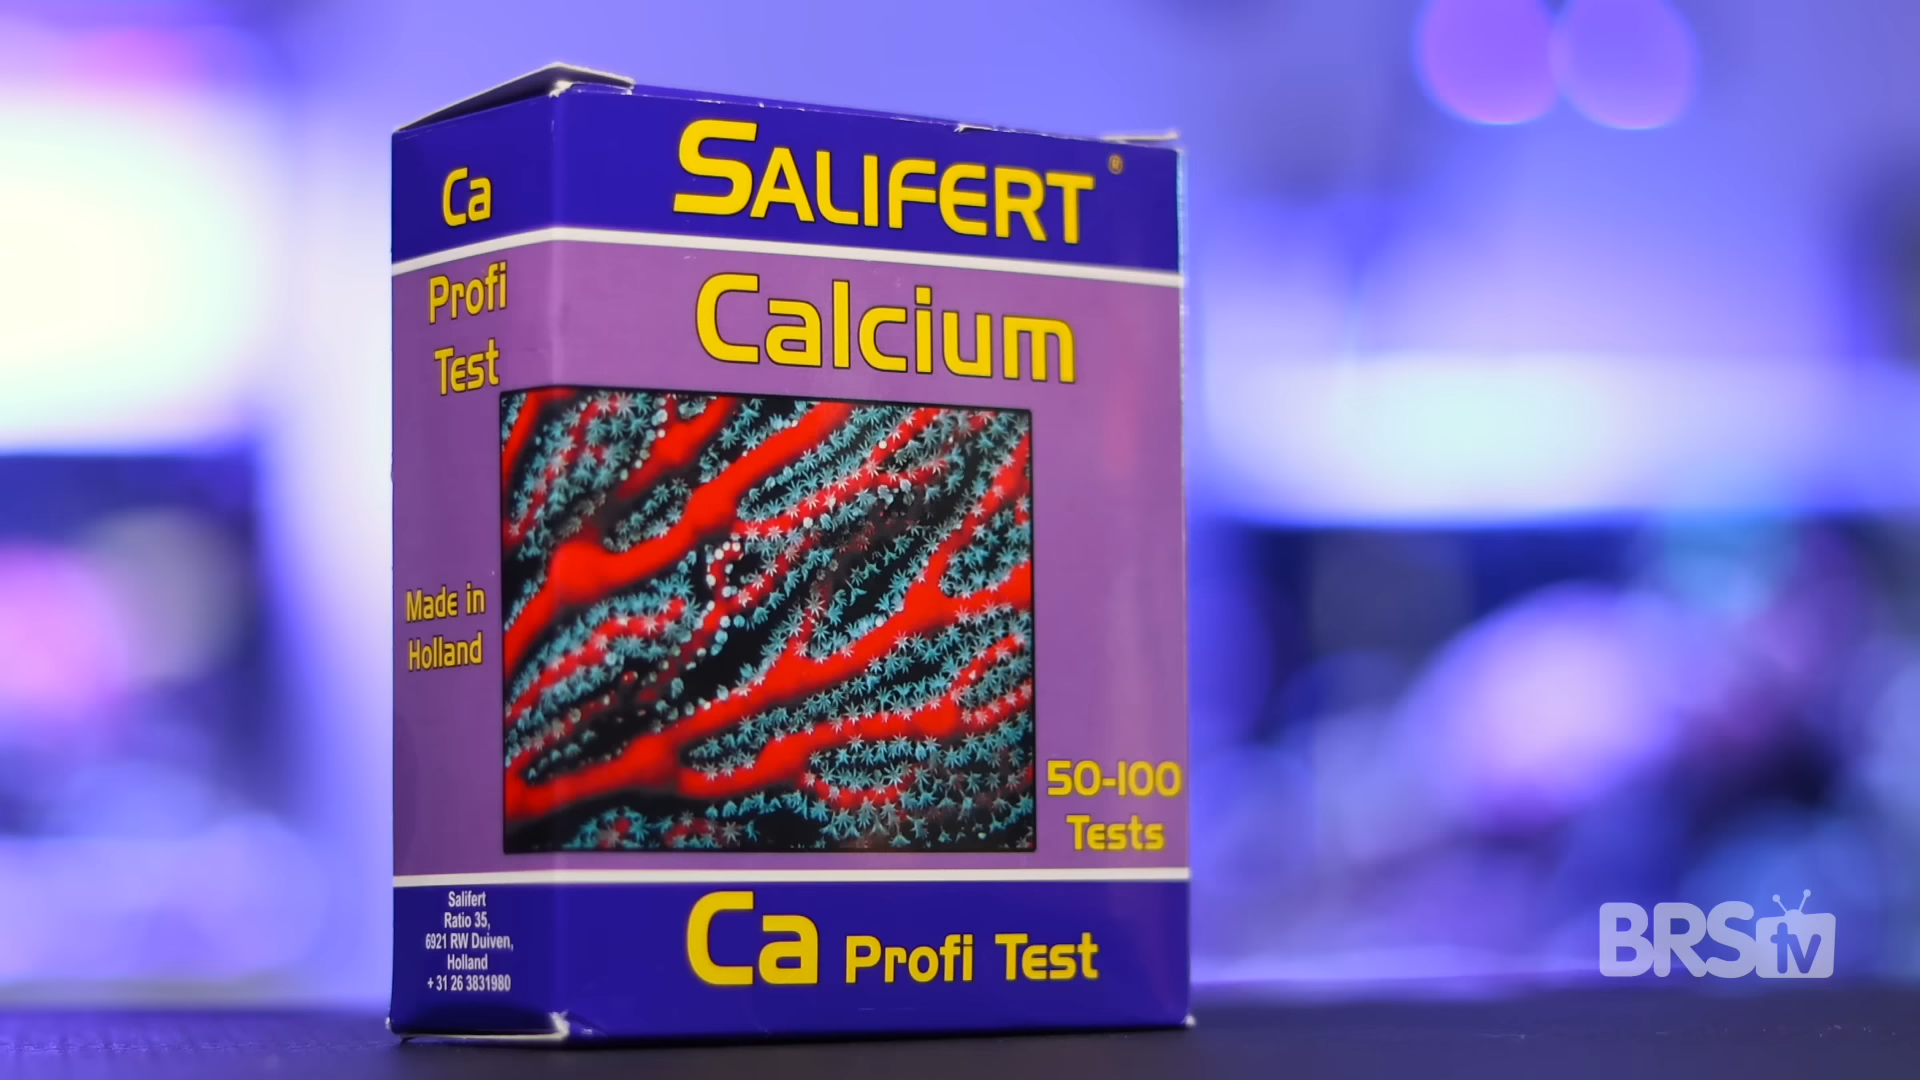 Ca
Profi
Test
Made in
Holland
Salifert
Ratio 35,
6921 RW Duiven,
Holland
+ 31 26 3831980
SALIFERT®
Calcium
50-100
Tests
Ca Profi Test
BRStv